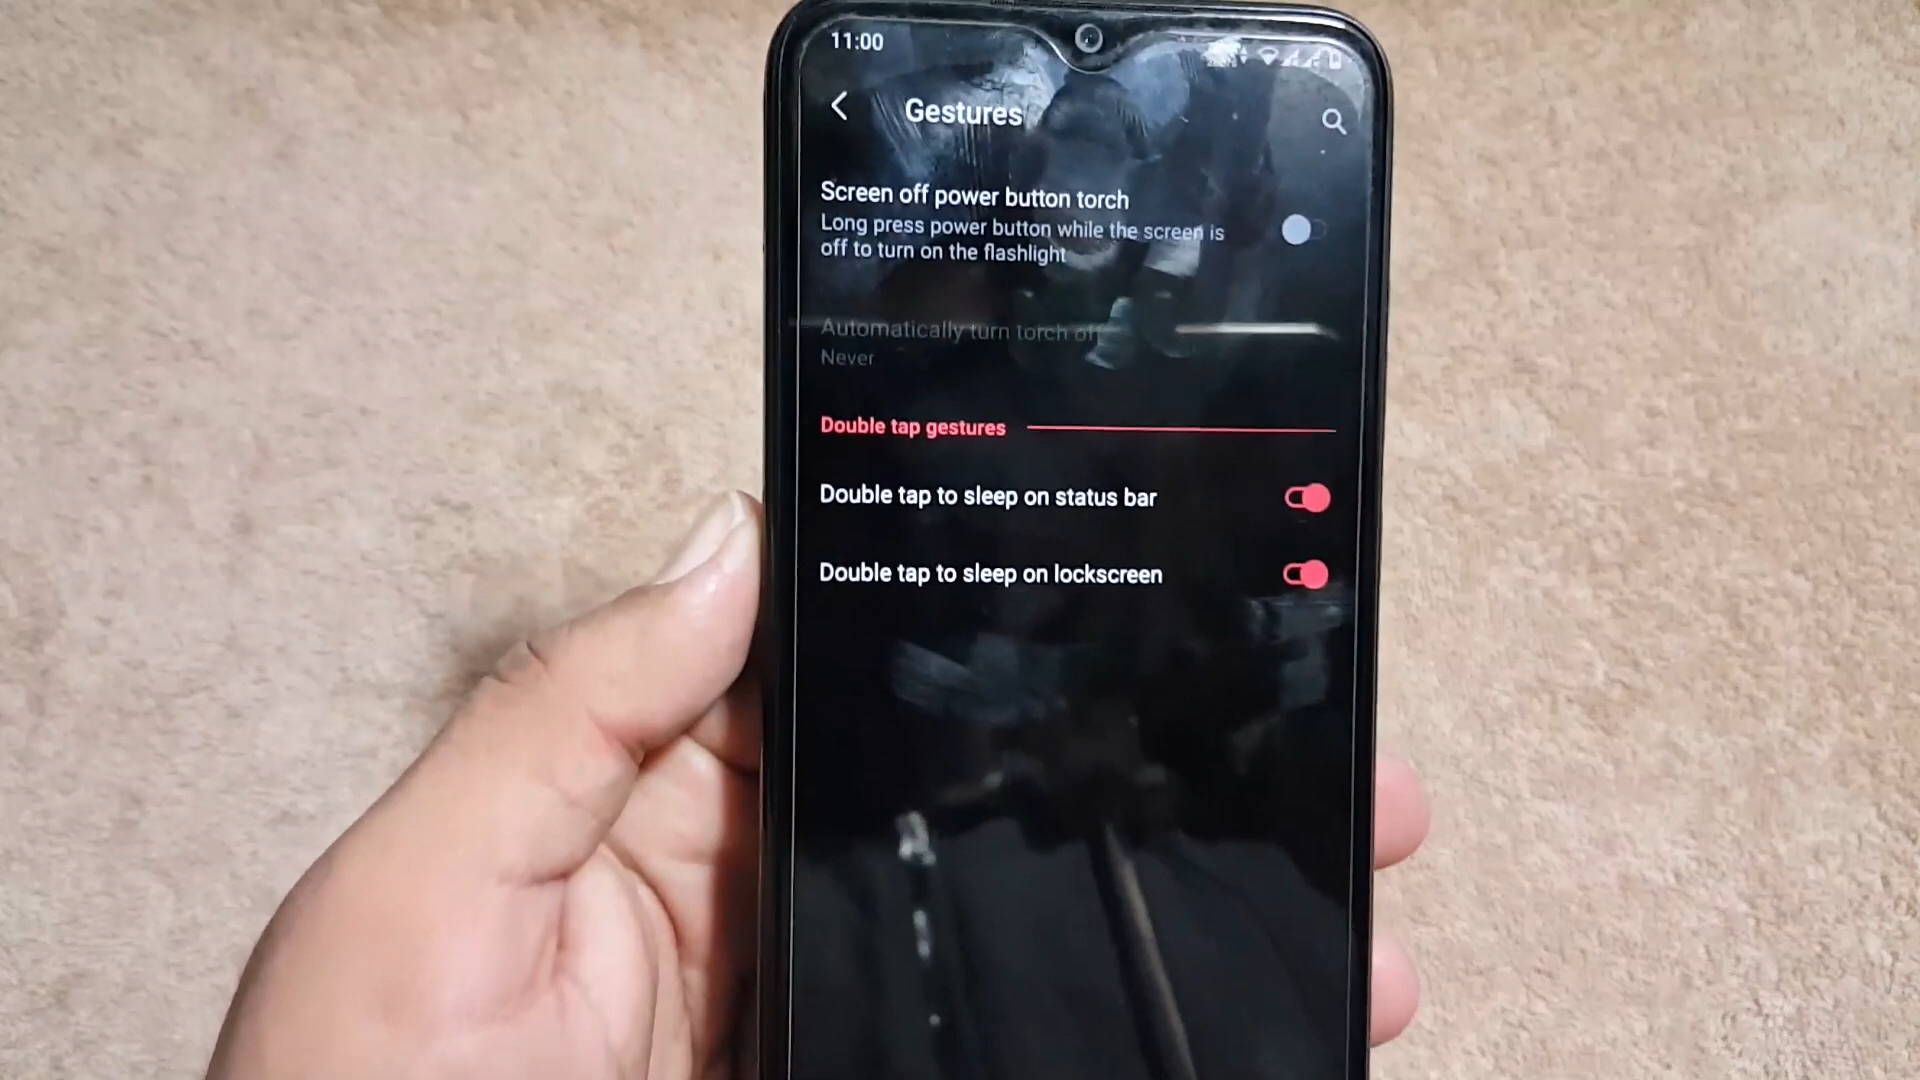 11:00
Gestures
Screen off power button torch
Long press power button while the screen is
off to turn on the flashlight
Automatically turn torch off
Never
Double tap gestures
Double tap to sleep on status bar
Double tap to sleep on lockscreen